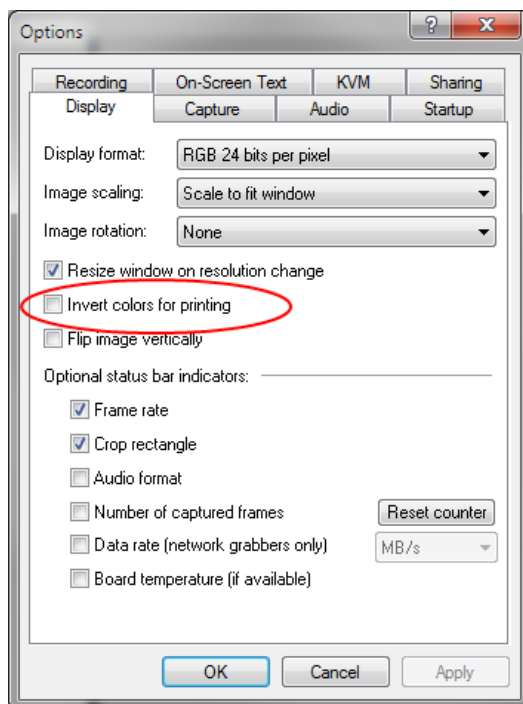 Options
Recording On-Screen Text KVM Sharing
Display Capture Audio Startup
Display format: RGB 24 bits per pixel
Image scaling: Scale to fit window
Image rotation: None
Resize window on resolution change
Invert colors for printing
Flip image vertically
Optional status bar indicators:
Frame rate
Crop rectangle
Audio format
Number of captured frames Reset counter
Data rate (network grabbers only) MB/s
Board temperature (if available)
OK Cancel Apply